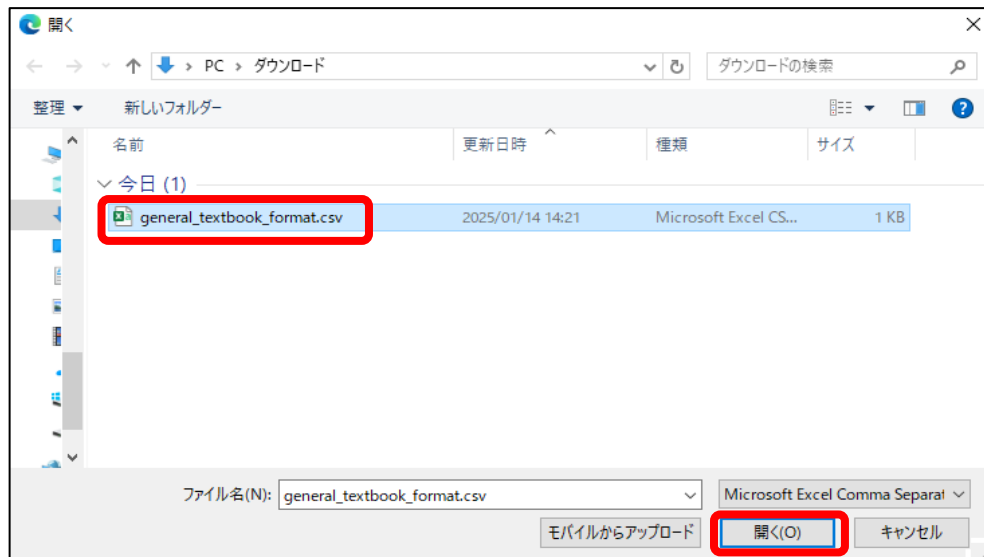 開く
PC › ダウンロード
ダウンロードの検索
整理 新しいフォルダー
名前 更新日時 種類 サイズ
今日 (1)
general_textbook_format.csv 2025/01/14 14:21 Microsoft Excel CS... 1 KB
ファイル名(N): general_textbook_format.csv Microsoft Excel Comma Separat
モバイルからアップロード 開く(O) キャンセル